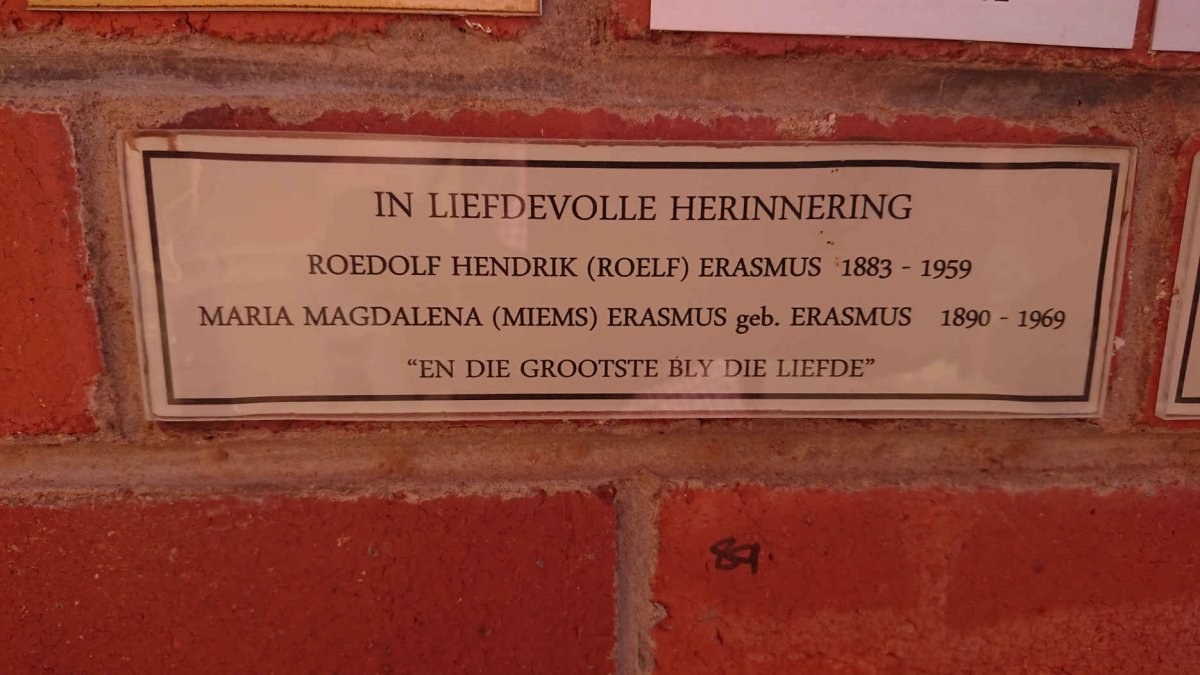 IN LIEFDEVOLLE HERINNERING
ROEDOLF HENDRIK (ROELF) ERASMUS 1883 - 1959
MARIA MAGDALENA (MIEMS) ERASMUS geb. ERASMUS 1890 - 1969
“EN DIE GROOTSTE BLY DIE LIEFDE”
89